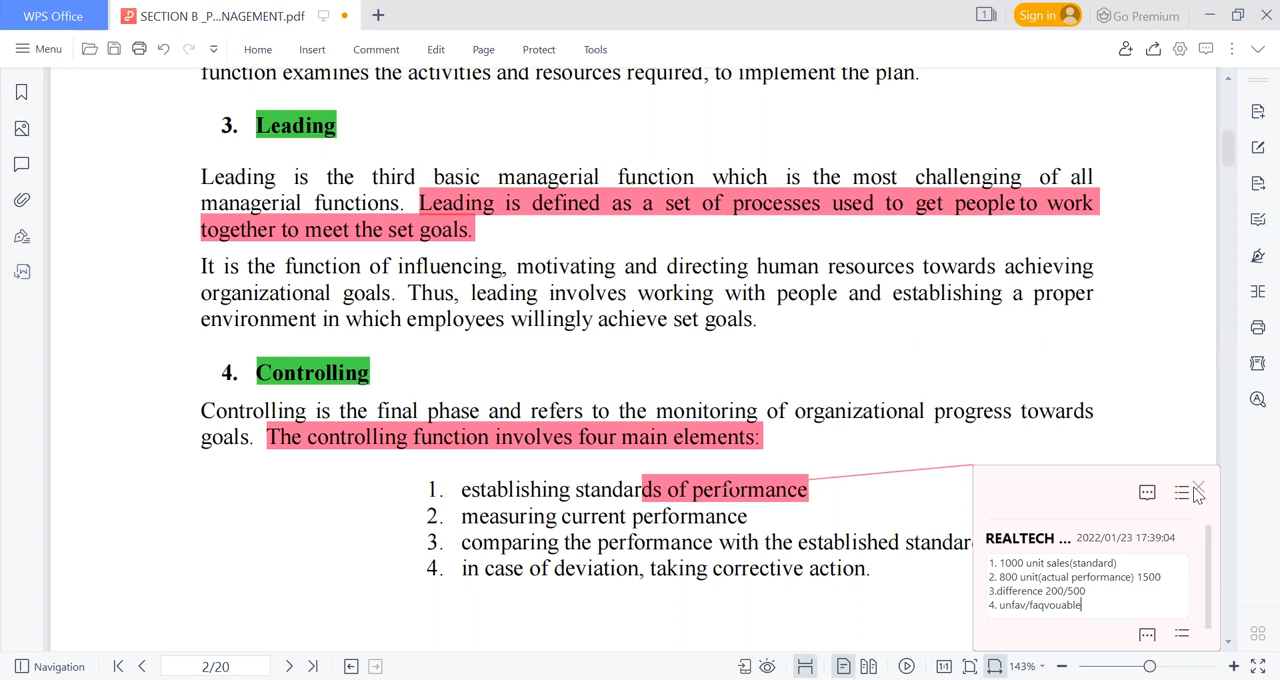 WPS Office
SECTION B _P...NAGEMENT.pdf
Sign in
Go Premium
Menu
Home
Insert
Comment
Edit
Page
Protect
Tools
function examines the activities and resources required, to implement the plan.
3. Leading
Leading is the third basic managerial function which is the most challenging of all
managerial functions. Leading is defined as a set of processes used to get people to work
together to meet the set goals.
It is the function of influencing, motivating and directing human resources towards achieving
organizational goals. Thus, leading involves working with people and establishing a proper
environment in which employees willingly achieve set goals.
4. Controlling
Controlling is the final phase and refers to the monitoring of organizational progress towards
goals. The controlling function involves four main elements:
1. establishing standards of performance
2. measuring current performance
3. comparing the performance with the established standar
4. in case of deviation, taking corrective action.
REALTECH ... 2022/01/23 17:39:04
1. 1000 unit sales(standard)
2. 800 unit(actual performance) 1500
3.difference 200/500
4. unfav/faqvouable
Navigation
2/20
1:1
143%